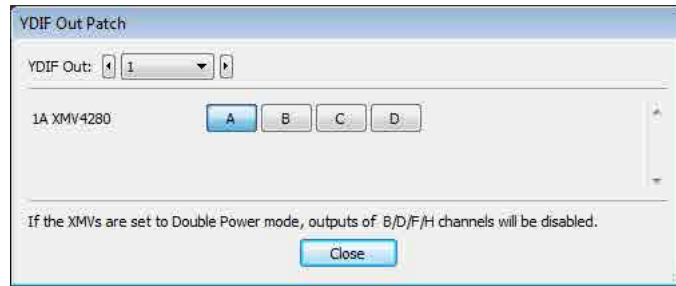 YDIF Out Patch
YDIF Out: 1
1A XMV4280 A B C D
If the XMVs are set to Double Power mode, outputs of B/D/F/H channels will be disabled.
Close